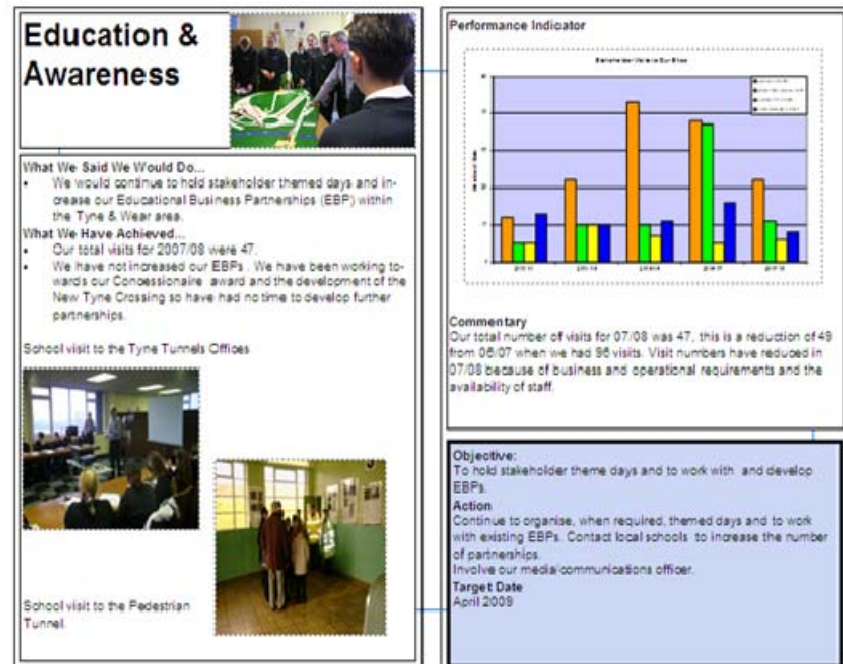 Education &
Awareness
What We Said We Would Do...
• We would continue to hold stakeholder themed days and in-
crease our Educational Business Partnerships (EBP) within
the Tyne & Wear area.
What We Have Achieved...
• Our total visits for 2007/08 were 47.
• We have not increased our EBPs . We have been working to-
wards our Concessionaire award and the development of the
New Tyne Crossing so have had no time to develop further
partnerships.
School visit to the Tyne Tunnels Offices
School visit to the Pedestrian
Tunnel.
Performance Indicator
Commentary
Our total number of visits for 07/08 was 47, this is a reduction of 49
from 06/07 when we had 96 visits. Visit numbers have reduced in
07/08 because of business and operational requirements and the
availability of staff.
Objective:
To hold stakeholder theme days and to work with and develop
EBPs.
Action
Continue to organise, when required, themed days and to work
with existing EBPs. Contact local schools to increase the number
of partnerships.
Involve our media/communications officer.
Target Date
April 2009